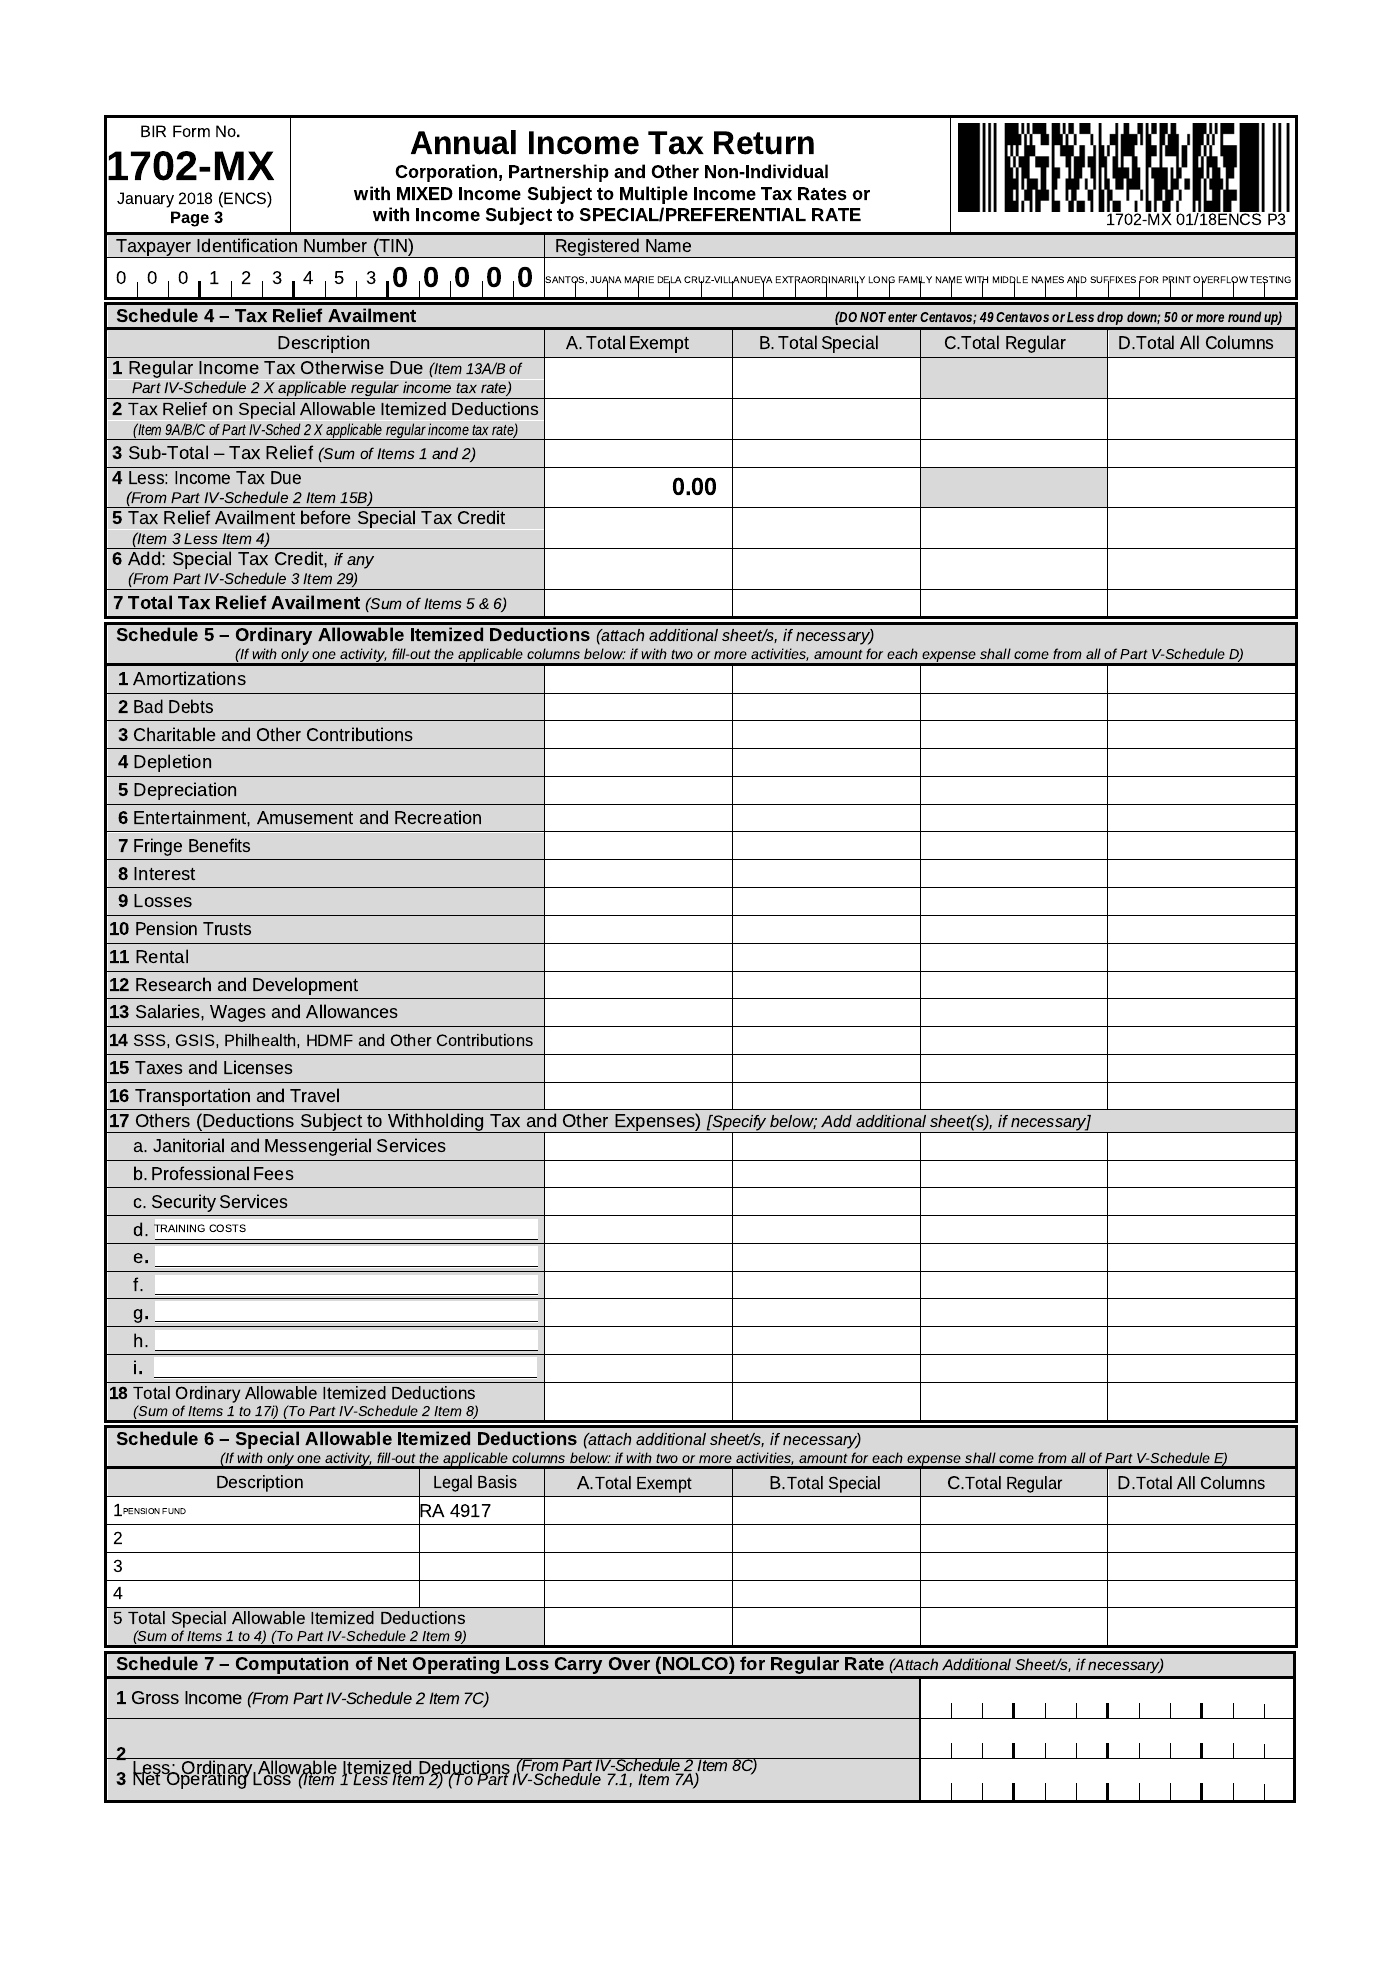 BIR Form No.
1702-MX
January 2018 (ENCS)
Page 3
Annual Income Tax Return
Corporation, Partnership and Other Non-Individual
with MIXED Income Subject to Multiple Income Tax Rates or
with Income Subject to SPECIAL/PREFERENTIAL RATE
1702-MX 01/18ENCS P3
Taxpayer Identification Number (TIN) Registered Name
0 0 0 1 2 3 4 5 3 0 0 0 0 0 SANTOS, JUANA MARIE DELA CRUZ-VILLANUEVA EXTRAORDINARILY LONG FAMILY NAME WITH MIDDLE NAMES AND SUFFIXES FOR PRINT OVERFLOW TESTING
Schedule 4 – Tax Relief Availment (DO NOT enter Centavos; 49 Centavos or Less drop down; 50 or more round up)
Description A. Total Exempt B. Total Special C.Total Regular D.Total All Columns
1 Regular Income Tax Otherwise Due (Item 13A/B of
Part IV-Schedule 2 X applicable regular income tax rate)
2 Tax Relief on Special Allowable Itemized Deductions
(Item 9A/B/C of Part IV-Sched 2 X applicable regular income tax rate)
3 Sub-Total – Tax Relief (Sum of Items 1 and 2)
4 Less: Income Tax Due
(From Part IV-Schedule 2 Item 15B) 0.00
5 Tax Relief Availment before Special Tax Credit
(Item 3 Less Item 4)
6 Add: Special Tax Credit, if any
(From Part IV-Schedule 3 Item 29)
7 Total Tax Relief Availment (Sum of Items 5 & 6)
Schedule 5 – Ordinary Allowable Itemized Deductions (attach additional sheet/s, if necessary)
(If with only one activity, fill-out the applicable columns below: if with two or more activities, amount for each expense shall come from all of Part V-Schedule D)
1 Amortizations
2 Bad Debts
3 Charitable and Other Contributions
4 Depletion
5 Depreciation
6 Entertainment, Amusement and Recreation
7 Fringe Benefits
8 Interest
9 Losses
10 Pension Trusts
11 Rental
12 Research and Development
13 Salaries, Wages and Allowances
14 SSS, GSIS, Philhealth, HDMF and Other Contributions
15 Taxes and Licenses
16 Transportation and Travel
17 Others (Deductions Subject to Withholding Tax and Other Expenses) [Specify below; Add additional sheet(s), if necessary]
a. Janitorial and Messengerial Services
b. Professional Fees
c. Security Services
d. TRAINING COSTS
e.
f.
g.
h.
i.
18 Total Ordinary Allowable Itemized Deductions
(Sum of Items 1 to 17i) (To Part IV-Schedule 2 Item 8)
Schedule 6 – Special Allowable Itemized Deductions (attach additional sheet/s, if necessary)
(If with only one activity, fill-out the applicable columns below: if with two or more activities, amount for each expense shall come from all of Part V-Schedule E)
Description Legal Basis A.Total Exempt B.Total Special C.Total Regular D.Total All Columns
1 PENSION FUND RA 4917
2
3
4
5 Total Special Allowable Itemized Deductions
(Sum of Items 1 to 4) (To Part IV-Schedule 2 Item 9)
Schedule 7 – Computation of Net Operating Loss Carry Over (NOLCO) for Regular Rate (Attach Additional Sheet/s, if necessary)
1 Gross Income (From Part IV-Schedule 2 Item 7C)
2
Less: Ordinary Allowable Itemized Deductions (From Part IV-Schedule 2 Item 8C)
3 Net Operating Loss (Item 1 Less Item 2) (To Part IV-Schedule 7.1, Item 7A)